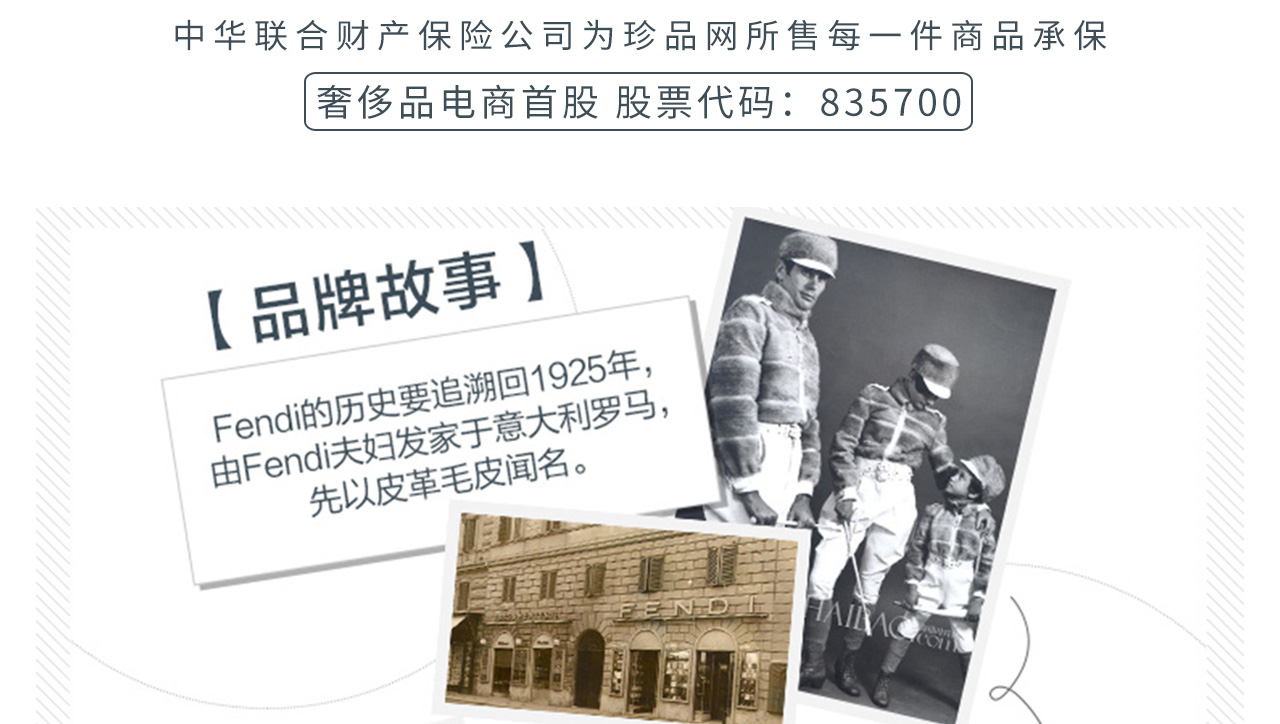 中华联合财产保险公司为珍品网所售每一件商品承保
奢侈品电商首股 股票代码：835700
【品牌故事】
Fendi的历史要追溯回1925年，
由Fendi夫妇发家于意大利罗马，
先以皮革毛皮闻名。
FENDI
HAIBAO
.com